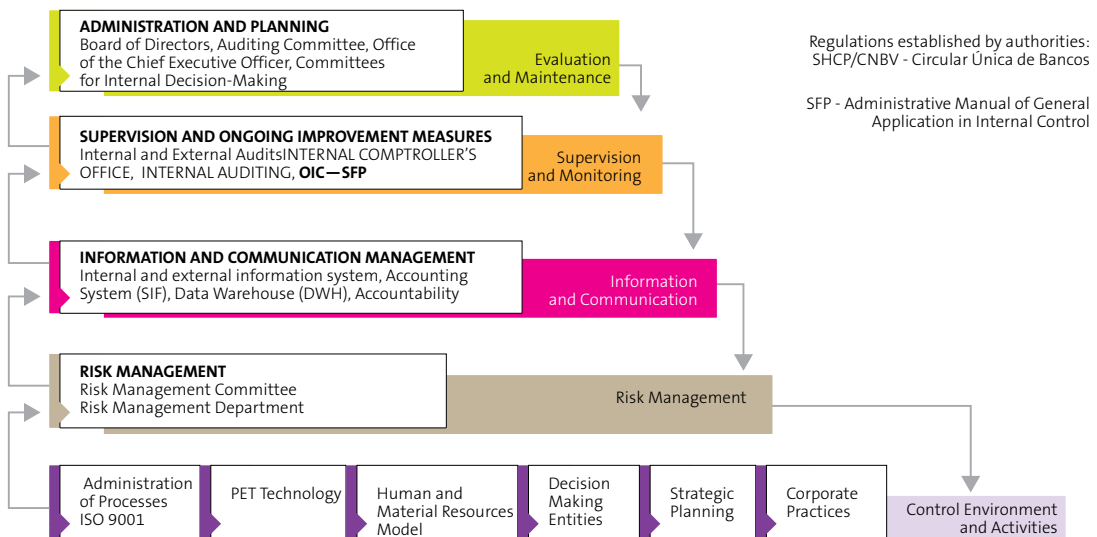 ADMINISTRATION AND PLANNING
Board of Directors, Auditing Committee, Office
of the Chief Executive Officer, Committees
for Internal Decision-Making
Evaluation
and Maintenance
Regulations established by authorities:
SHCP/CNBV - Circular Única de Bancos
SFP - Administrative Manual of General
Application in Internal Control
SUPERVISION AND ONGOING IMPROVEMENT MEASURES
Internal and External AuditsINTERNAL COMPTROLLER'S
OFFICE, INTERNAL AUDITING, OIC—SFP
Supervision
and Monitoring
INFORMATION AND COMMUNICATION MANAGEMENT
Internal and external information system, Accounting
System (SIF), Data Warehouse (DWH), Accountability
Information
and Communication
RISK MANAGEMENT
Risk Management Committee
Risk Management Department
Risk Management
Administration
of Processes
ISO 9001
PET Technology
Human and
Material Resources
Model
Decision
Making
Entities
Strategic
Planning
Corporate
Practices
Control Environment
and Activities